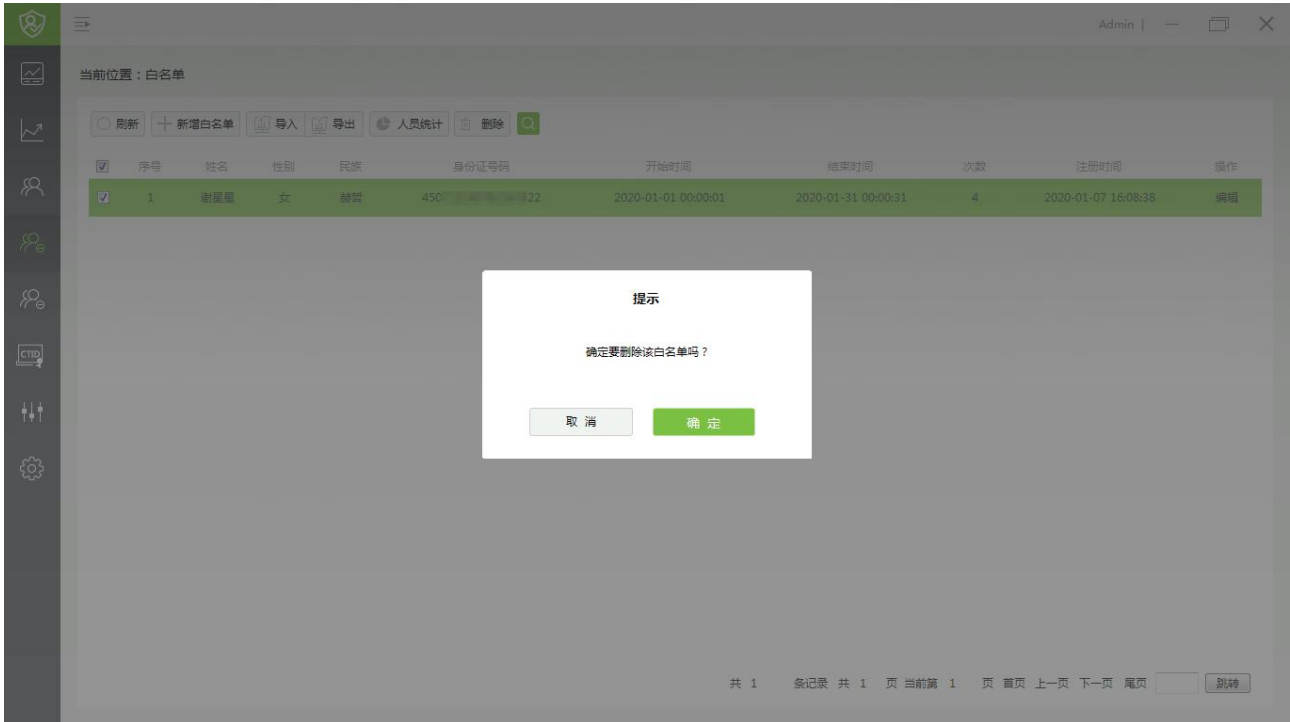 Admin |
当前位置：白名单
刷新 新增白名单 导入 导出 人员统计 删除
序号 姓名 性别 民族 身份证号码 开始时间 结束时间 次数 注册时间 操作
1 谢星星 女 赫哲 450 22 2020-01-01 00:00:01 2020-01-31 00:00:31 4 2020-01-07 16:08:38 编辑
提示
确定要删除该白名单吗？
取 消 确 定
CTID
共 1 条记录 共 1 页 当前第 1 页 首页 上一页 下一页 尾页 跳转